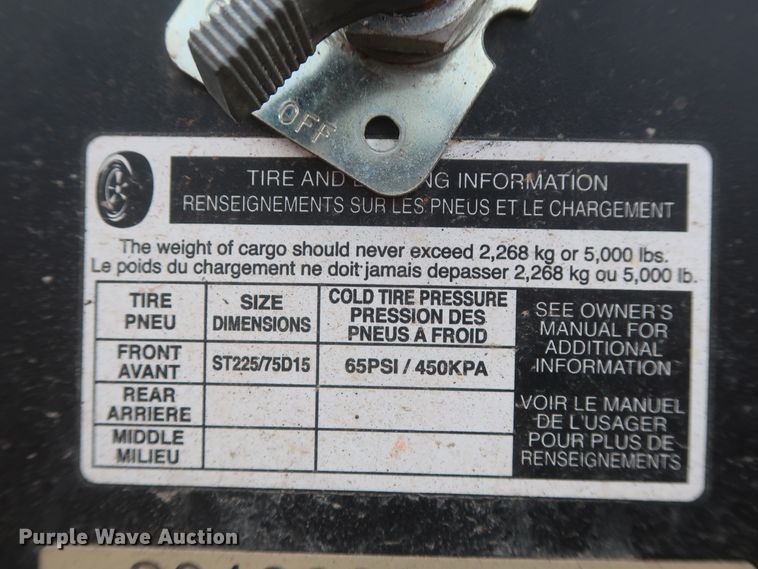 OFF
TIRE AND NG INFORMATION
RENSEIGNEMENTS SUR LES PNEUS ET LE CHARGEMENT
The weight of cargo should never exceed 2,268 kg or 5,000 lbs.
Le poids du chargement ne doit jamais depasser 2,268 kg ou 5,000 lb.
TIRE
PNEU
SIZE
DIMENSIONS
COLD TIRE PRESSURE
PRESSION DES
PNEUS A FROID
FRONT
AVANT
ST225/75D15
65PSI / 450KPA
REAR
ARRIERE
MIDDLE
MILIEU
SEE OWNER'S
MANUAL FOR
ADDITIONAL
INFORMATION
VOIR LE MANUEL
DE L'USAGER
POUR PLUS DE
RENSEIGNEMENTS
Purple Wave Auction